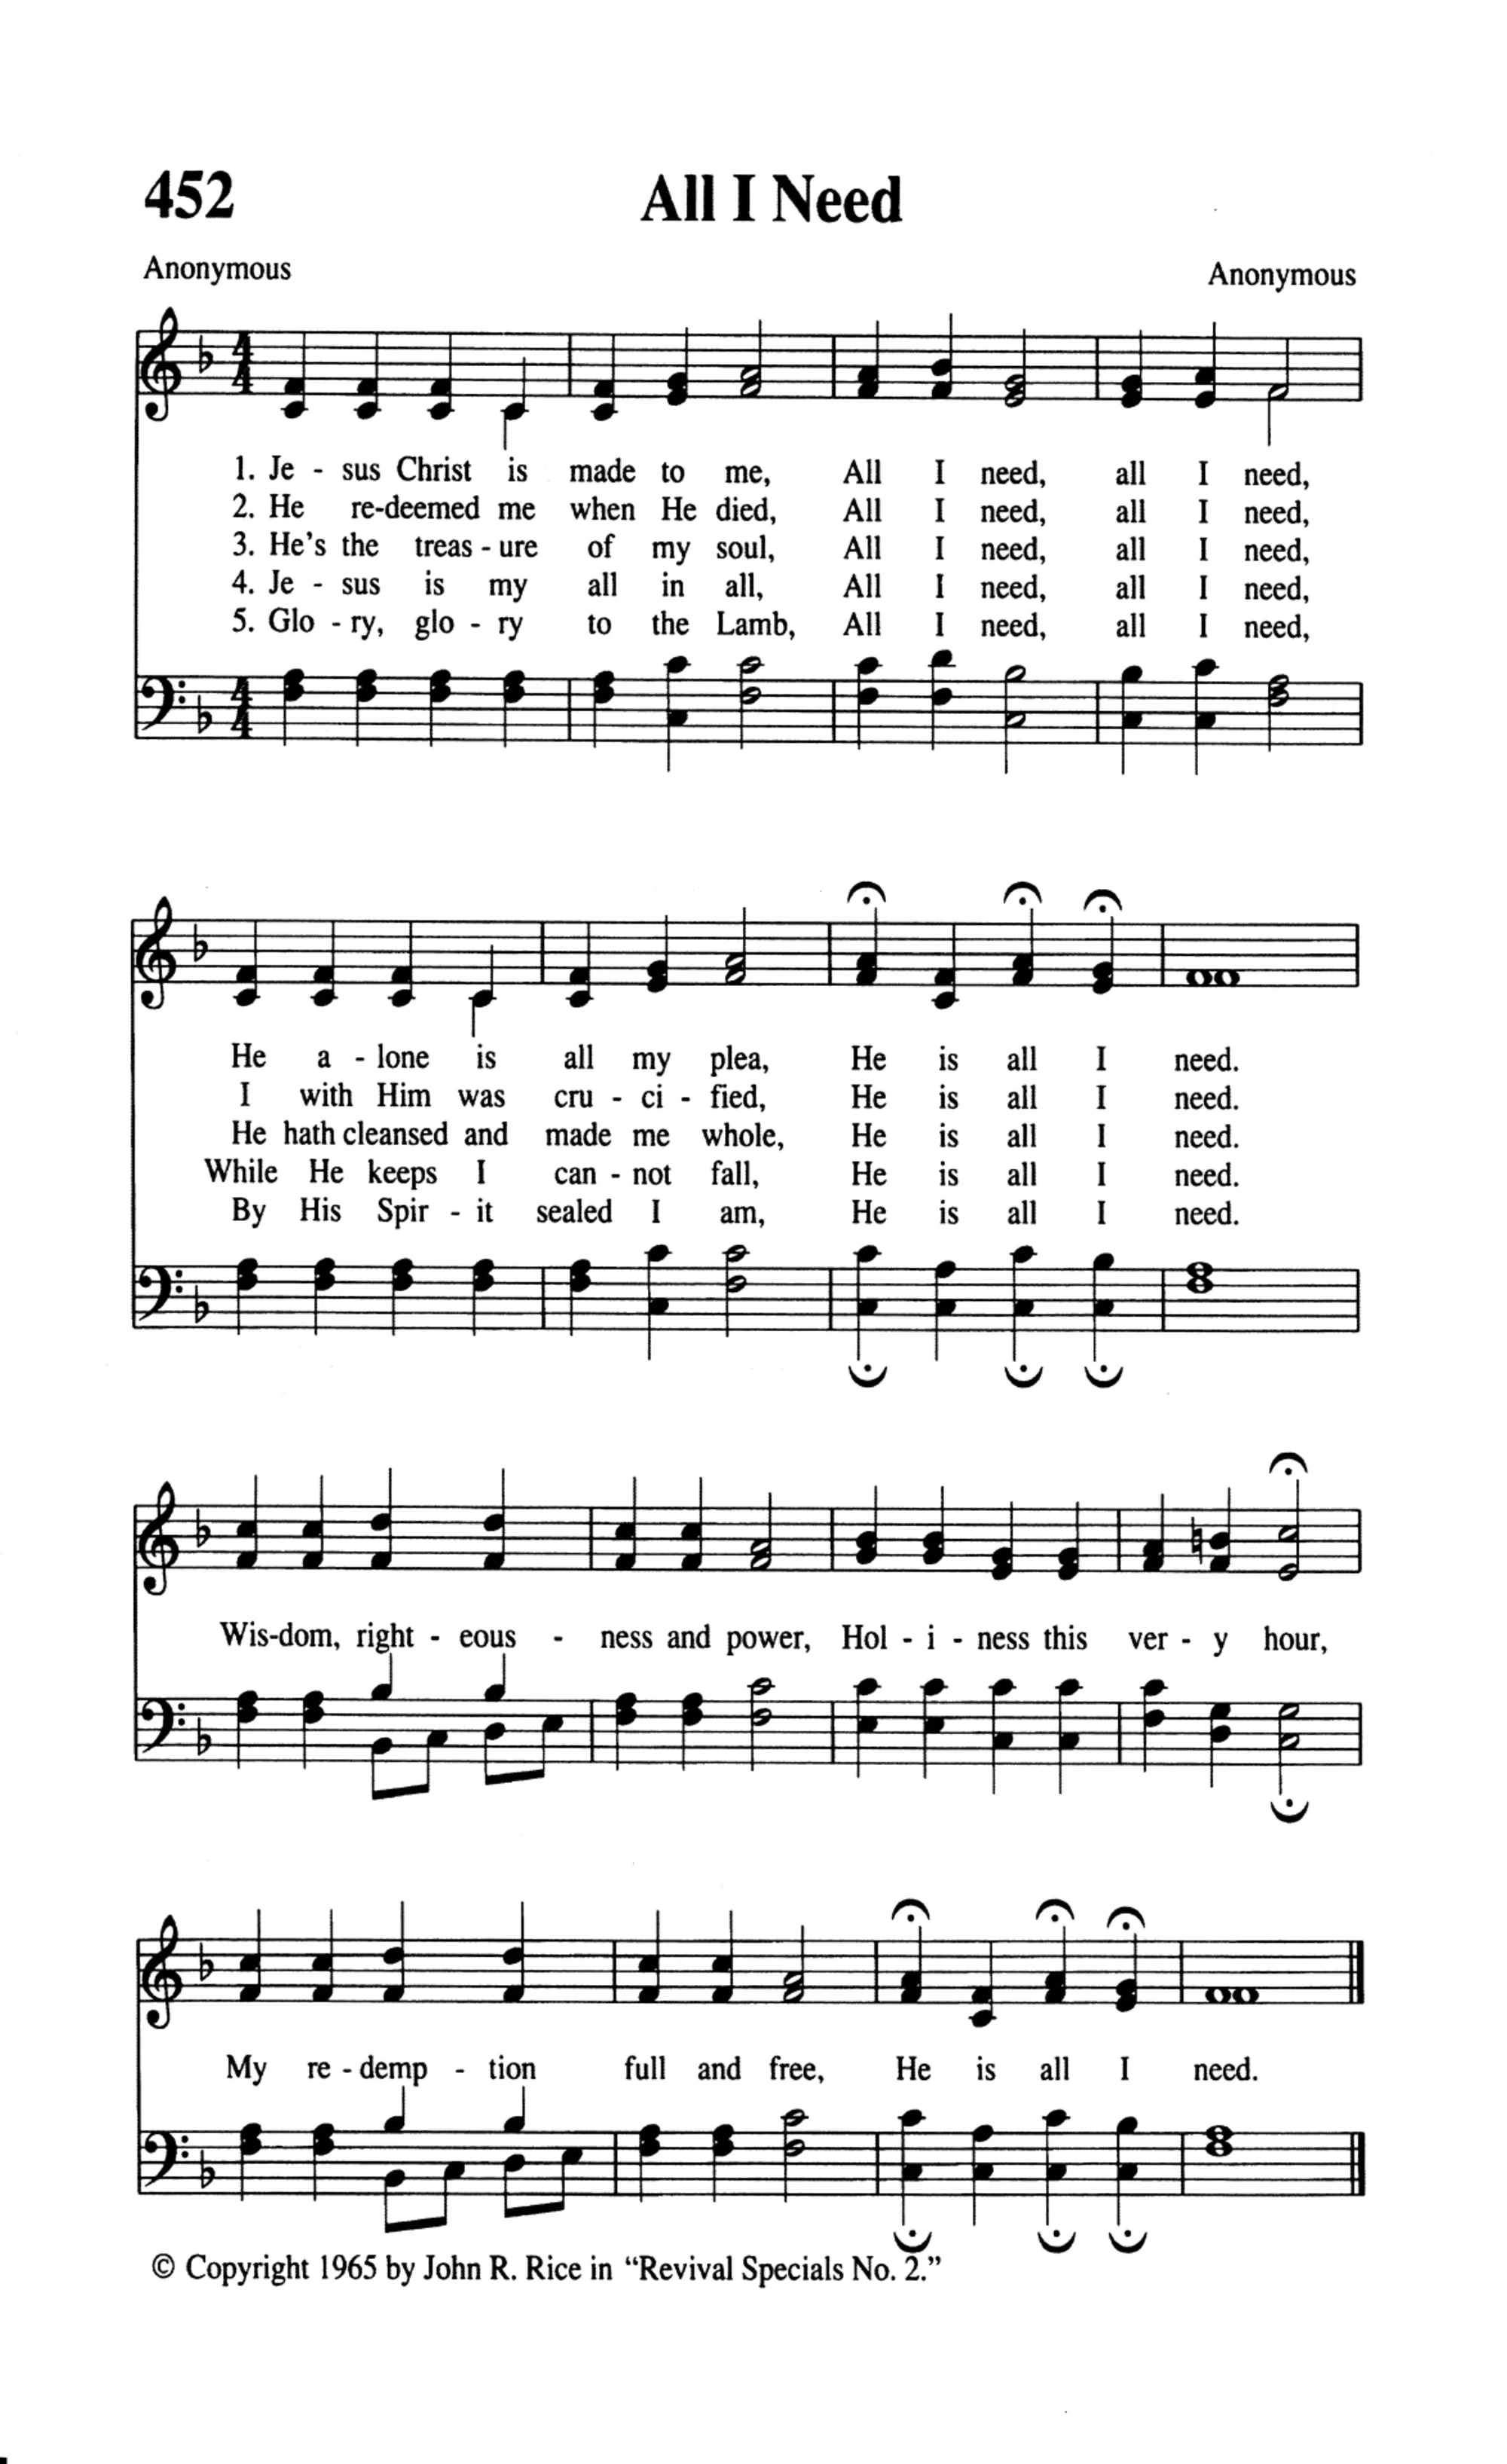 452
All I Need
Anonymous
Anonymous
1. Je - sus Christ is made to me, All I need, all I need,
2. He re-deemed me when He died, All I need, all I need,
3. He's the treas - ure of my soul, All I need, all I need,
4. Je - sus is my all in all, All I need, all I need,
5. Glo - ry, glo - ry to the Lamb, All I need, all I need,
He a - lone is all my plea, He is all I need.
I with Him was cru - ci - fied, He is all I need.
He hath cleansed and made me whole, He is all I need.
While He keeps I can - not fall, He is all I need.
By His Spir - it sealed I am, He is all I need.
Wis-dom, right - eous - ness and power, Hol - i - ness this ver - y hour,
My re - demp - tion full and free, He is all I need.
© Copyright 1965 by John R. Rice in “Revival Specials No. 2.”